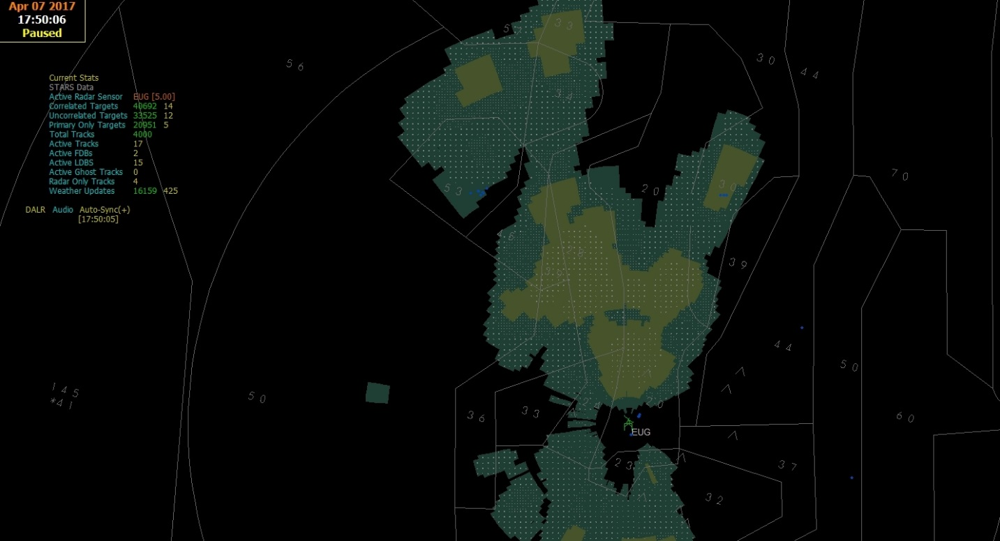 Apr 07 2017
17:50:06
Paused
Current Stats
STARS Data
Active Radar Sensor EUG [5.00]
Correlated Targets 40692 14
Uncorrelated Targets 33525 12
Primary Only Targets 20951 5
Total Tracks 4000
Active Tracks 17
Active FDBs 2
Active LDBS 15
Active Ghost Tracks 0
Radar Only Tracks 4
Weather Updates 16159 425
DALR Audio Auto-Sync(+)
[17:50:05]
33
56
30
44
34
70
53
20
30
39
44
50
145
*41
50
36
33
20
60
EUG
23
37
32